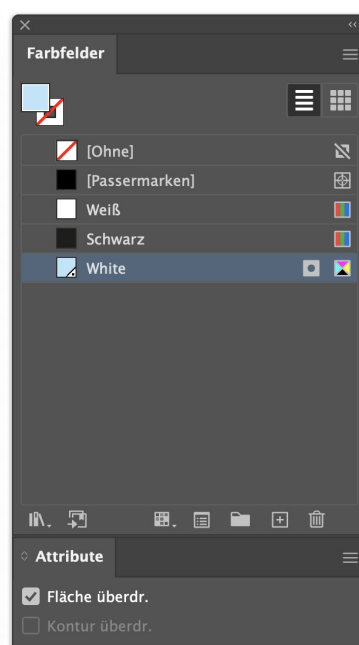 Farbfelder
[Ohne]
[Passermarken]
Weiß
Schwarz
White
Attribute
Fläche überdr.
Kontur überdr.